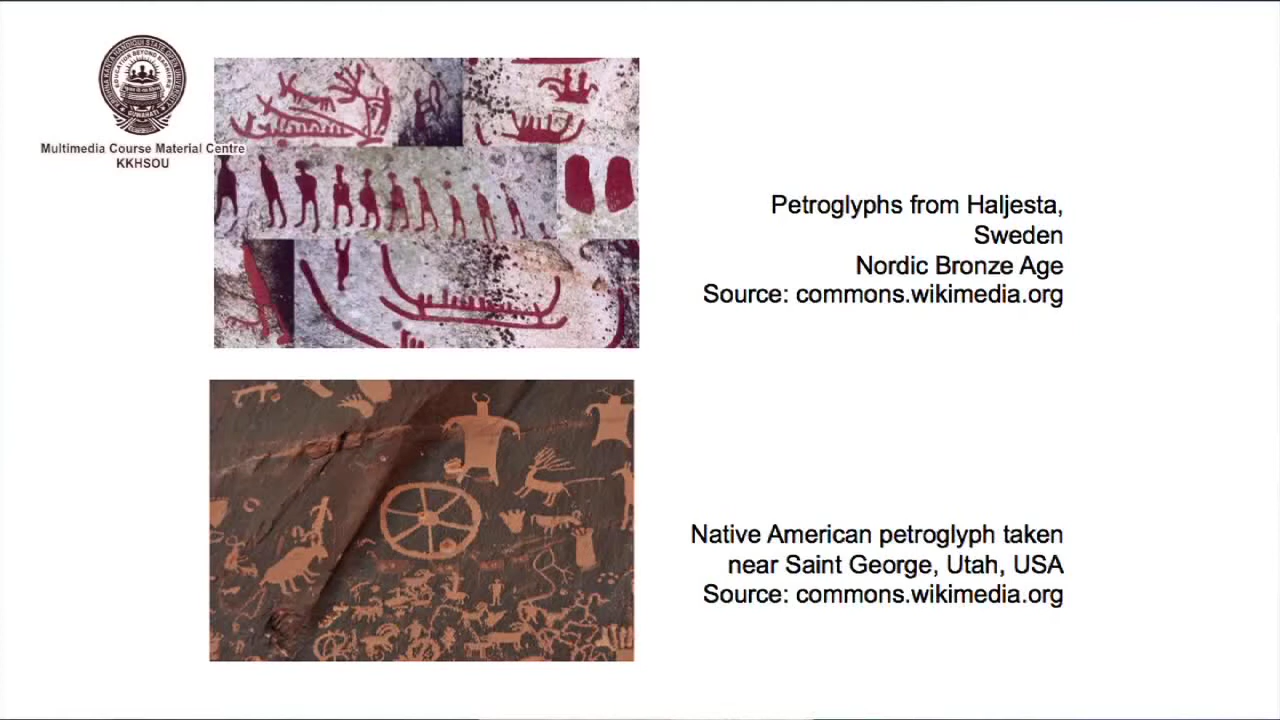 Multimedia Course Material Centre
KKHSOU
Petroglyphs from Haljesta,
Sweden
Nordic Bronze Age
Source: commons.wikimedia.org
Native American petroglyph taken
near Saint George, Utah, USA
Source: commons.wikimedia.org